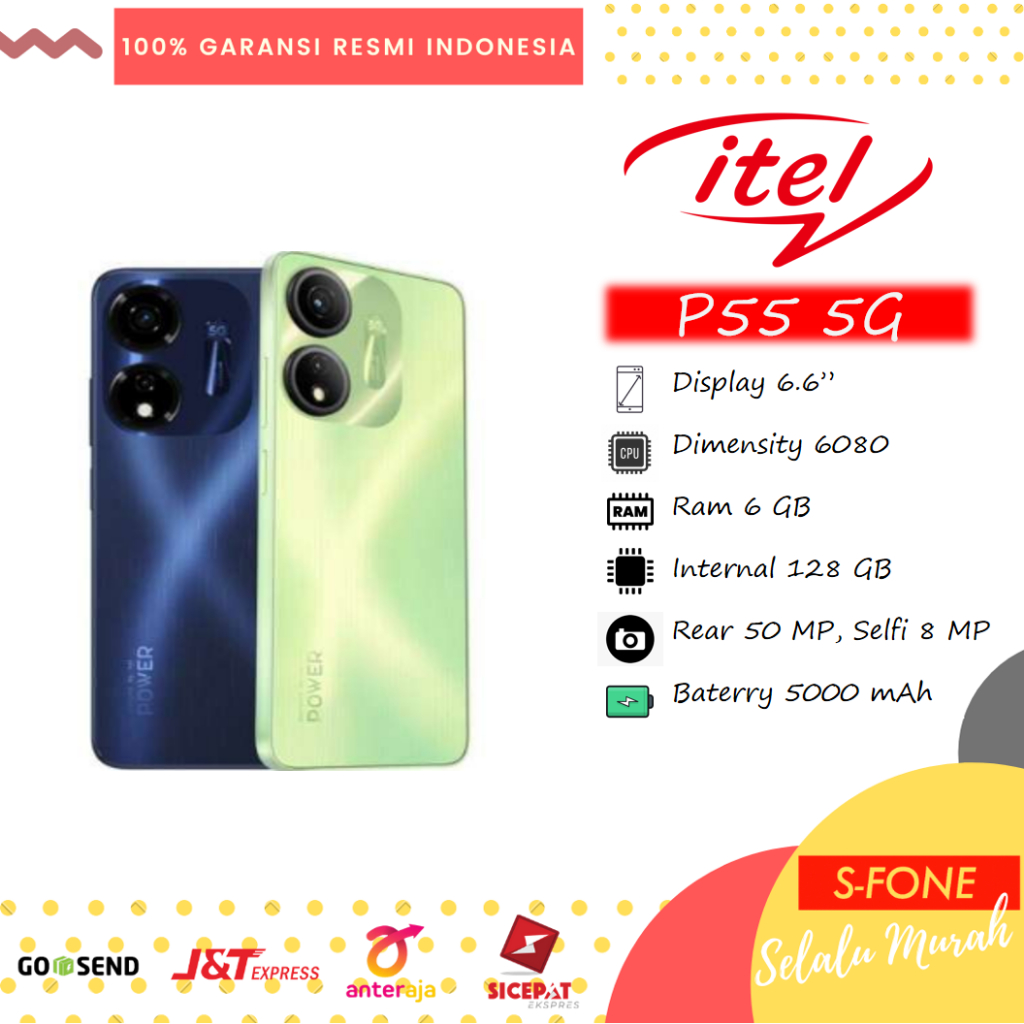 100% GARANSI RESMI INDONESIA
itel
P55 5G
Display 6.6”
CPU
Dimensity 6080
RAM
Ram 6 GB
Internal 128 GB
Rear 50 MP, Selfi 8 MP
Baterry 5000 mAh
5G
5G
POWER
POWER
S-FONE
Selalu Murah
GO SEND
J&T EXPRESS
anteraja
SICEPAT
EKSPRES